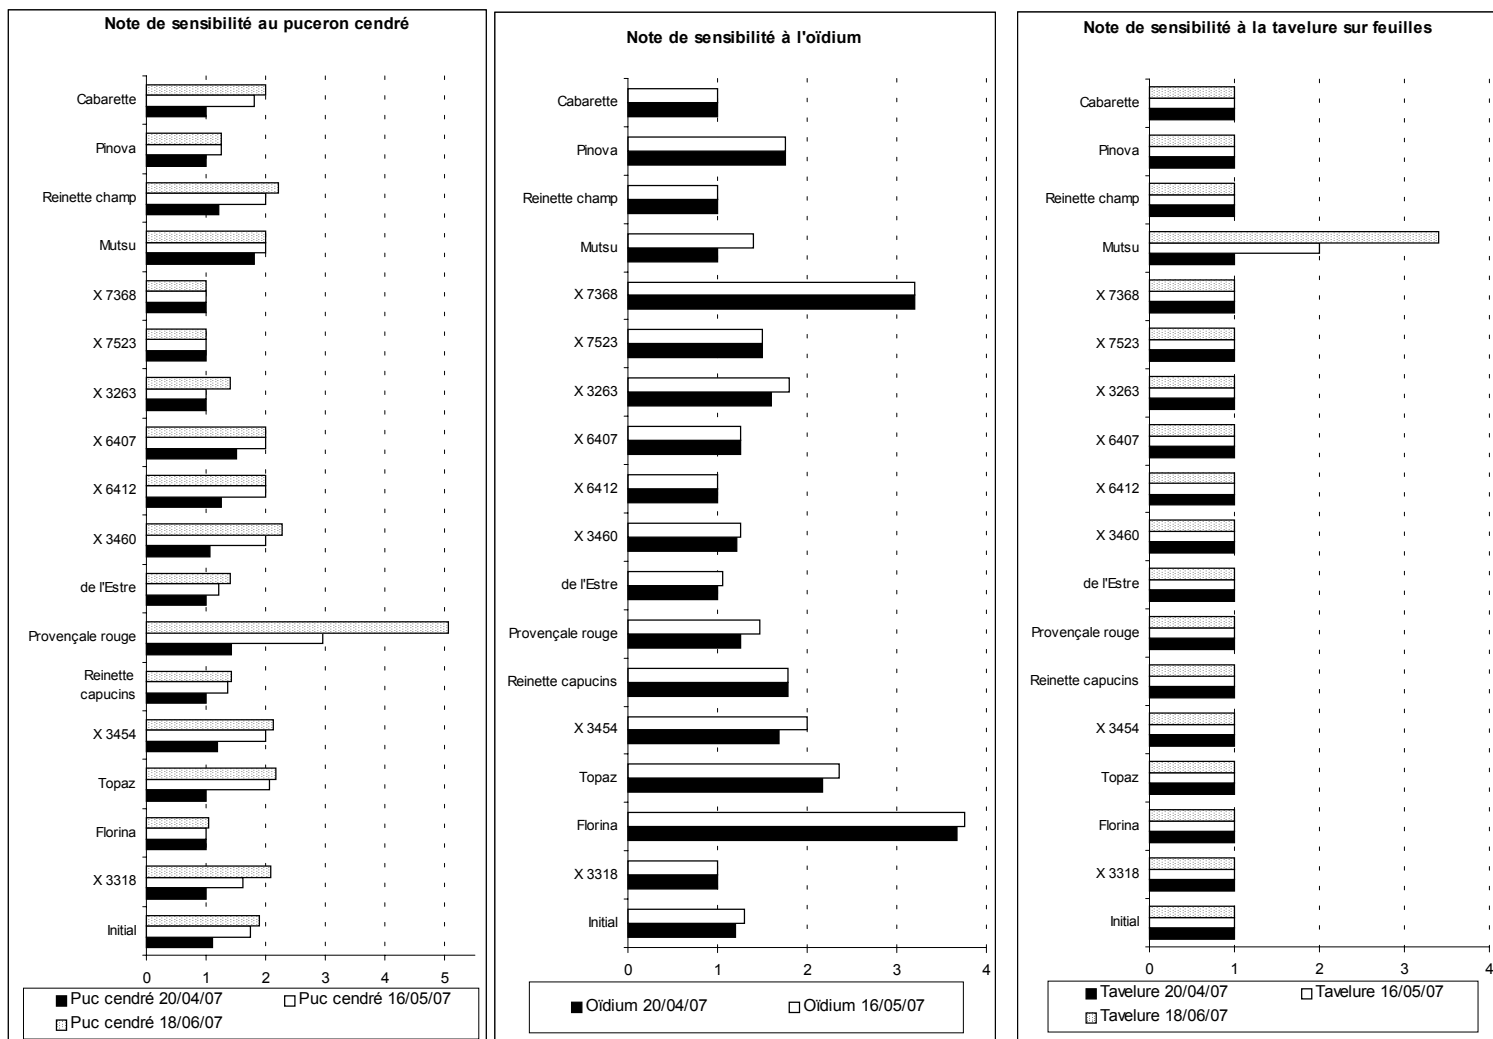 Note de sensibilité au puceron cendré
Cabarette
Pinova
Reinette champ
Mutsu
X 7368
X 7523
X 3263
X 6407
X 6412
X 3460
de l'Estre
Provençale rouge
Reinette
capucins
X 3454
Topaz
Florina
X 3318
Initial
0 1 2 3 4 5
Puc cendré 20/04/07 Puc cendré 16/05/07
Puc cendré 18/06/07
Note de sensibilité à l'oïdium
Cabarette
Pinova
Reinette champ
Mutsu
X 7368
X 7523
X 3263
X 6407
X 6412
X 3460
de l'Estre
Provençale rouge
Reinette capucins
X 3454
Topaz
Florina
X 3318
Initial
0 1 2 3 4
Oïdium 20/04/07 Oïdium 16/05/07
Note de sensibilité à la tavelure sur feuilles
Cabarette
Pinova
Reinette champ
Mutsu
X 7368
X 7523
X 3263
X 6407
X 6412
X 3460
de l'Estre
Provençale rouge
Reinette capucins
X 3454
Topaz
Florina
X 3318
Initial
0 1 2 3 4
Tavelure 20/04/07 Tavelure 16/05/07
Tavelure 18/06/07